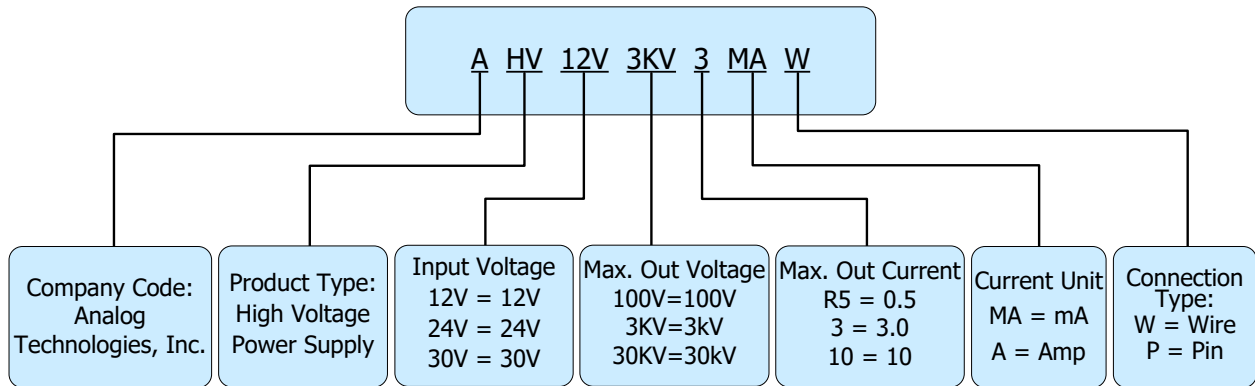 A HV 12V 3KV 3 MA W
Company Code:
Analog
Technologies, Inc.
Product Type:
High Voltage
Power Supply
Input Voltage
12V = 12V
24V = 24V
30V = 30V
Max. Out Voltage
100V=100V
3KV=3kV
30KV=30kV
Max. Out Current
R5 = 0.5
3 = 3.0
10 = 10
Current Unit
MA = mA
A = Amp
Connection
Type:
W = Wire
P = Pin